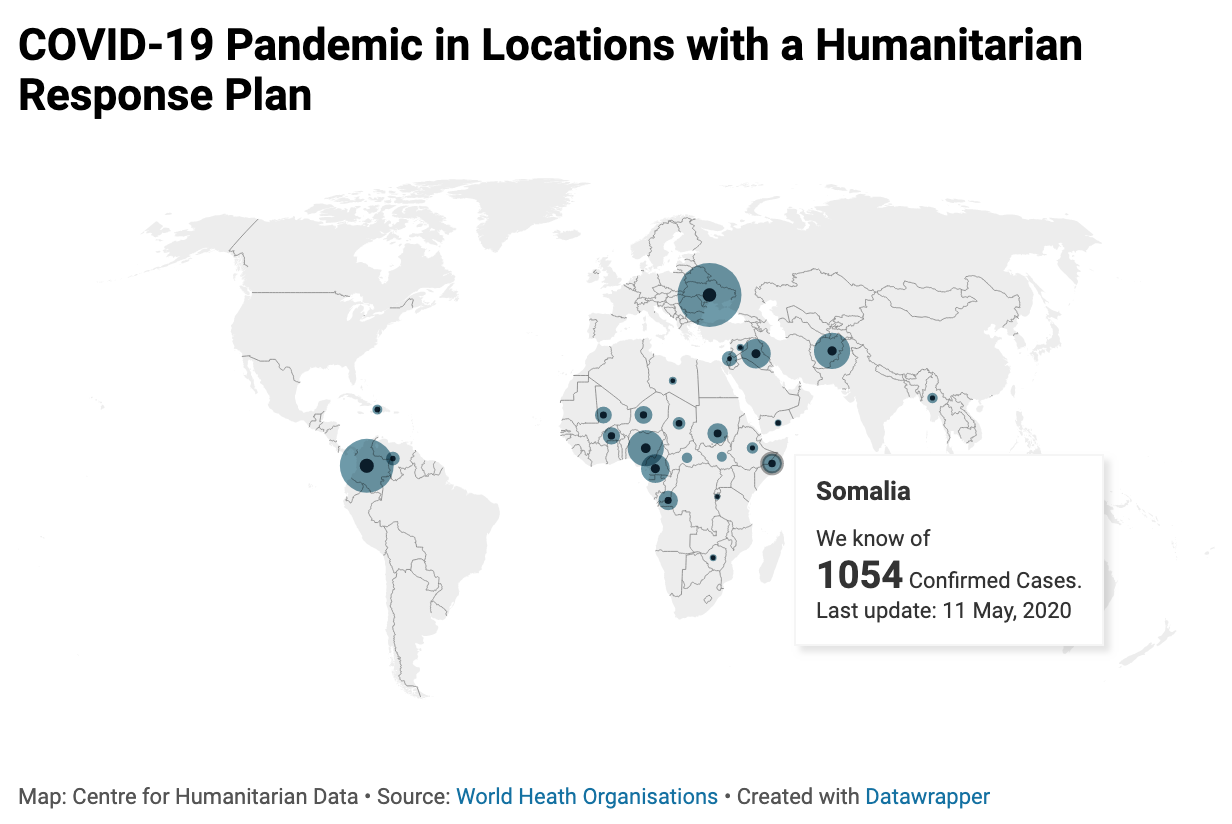 COVID-19 Pandemic in Locations with a Humanitarian
Response Plan
Somalia
We know of
1054 Confirmed Cases.
Last update: 11 May, 2020
Map: Centre for Humanitarian Data • Source: World Heath Organisations • Created with Datawrapper